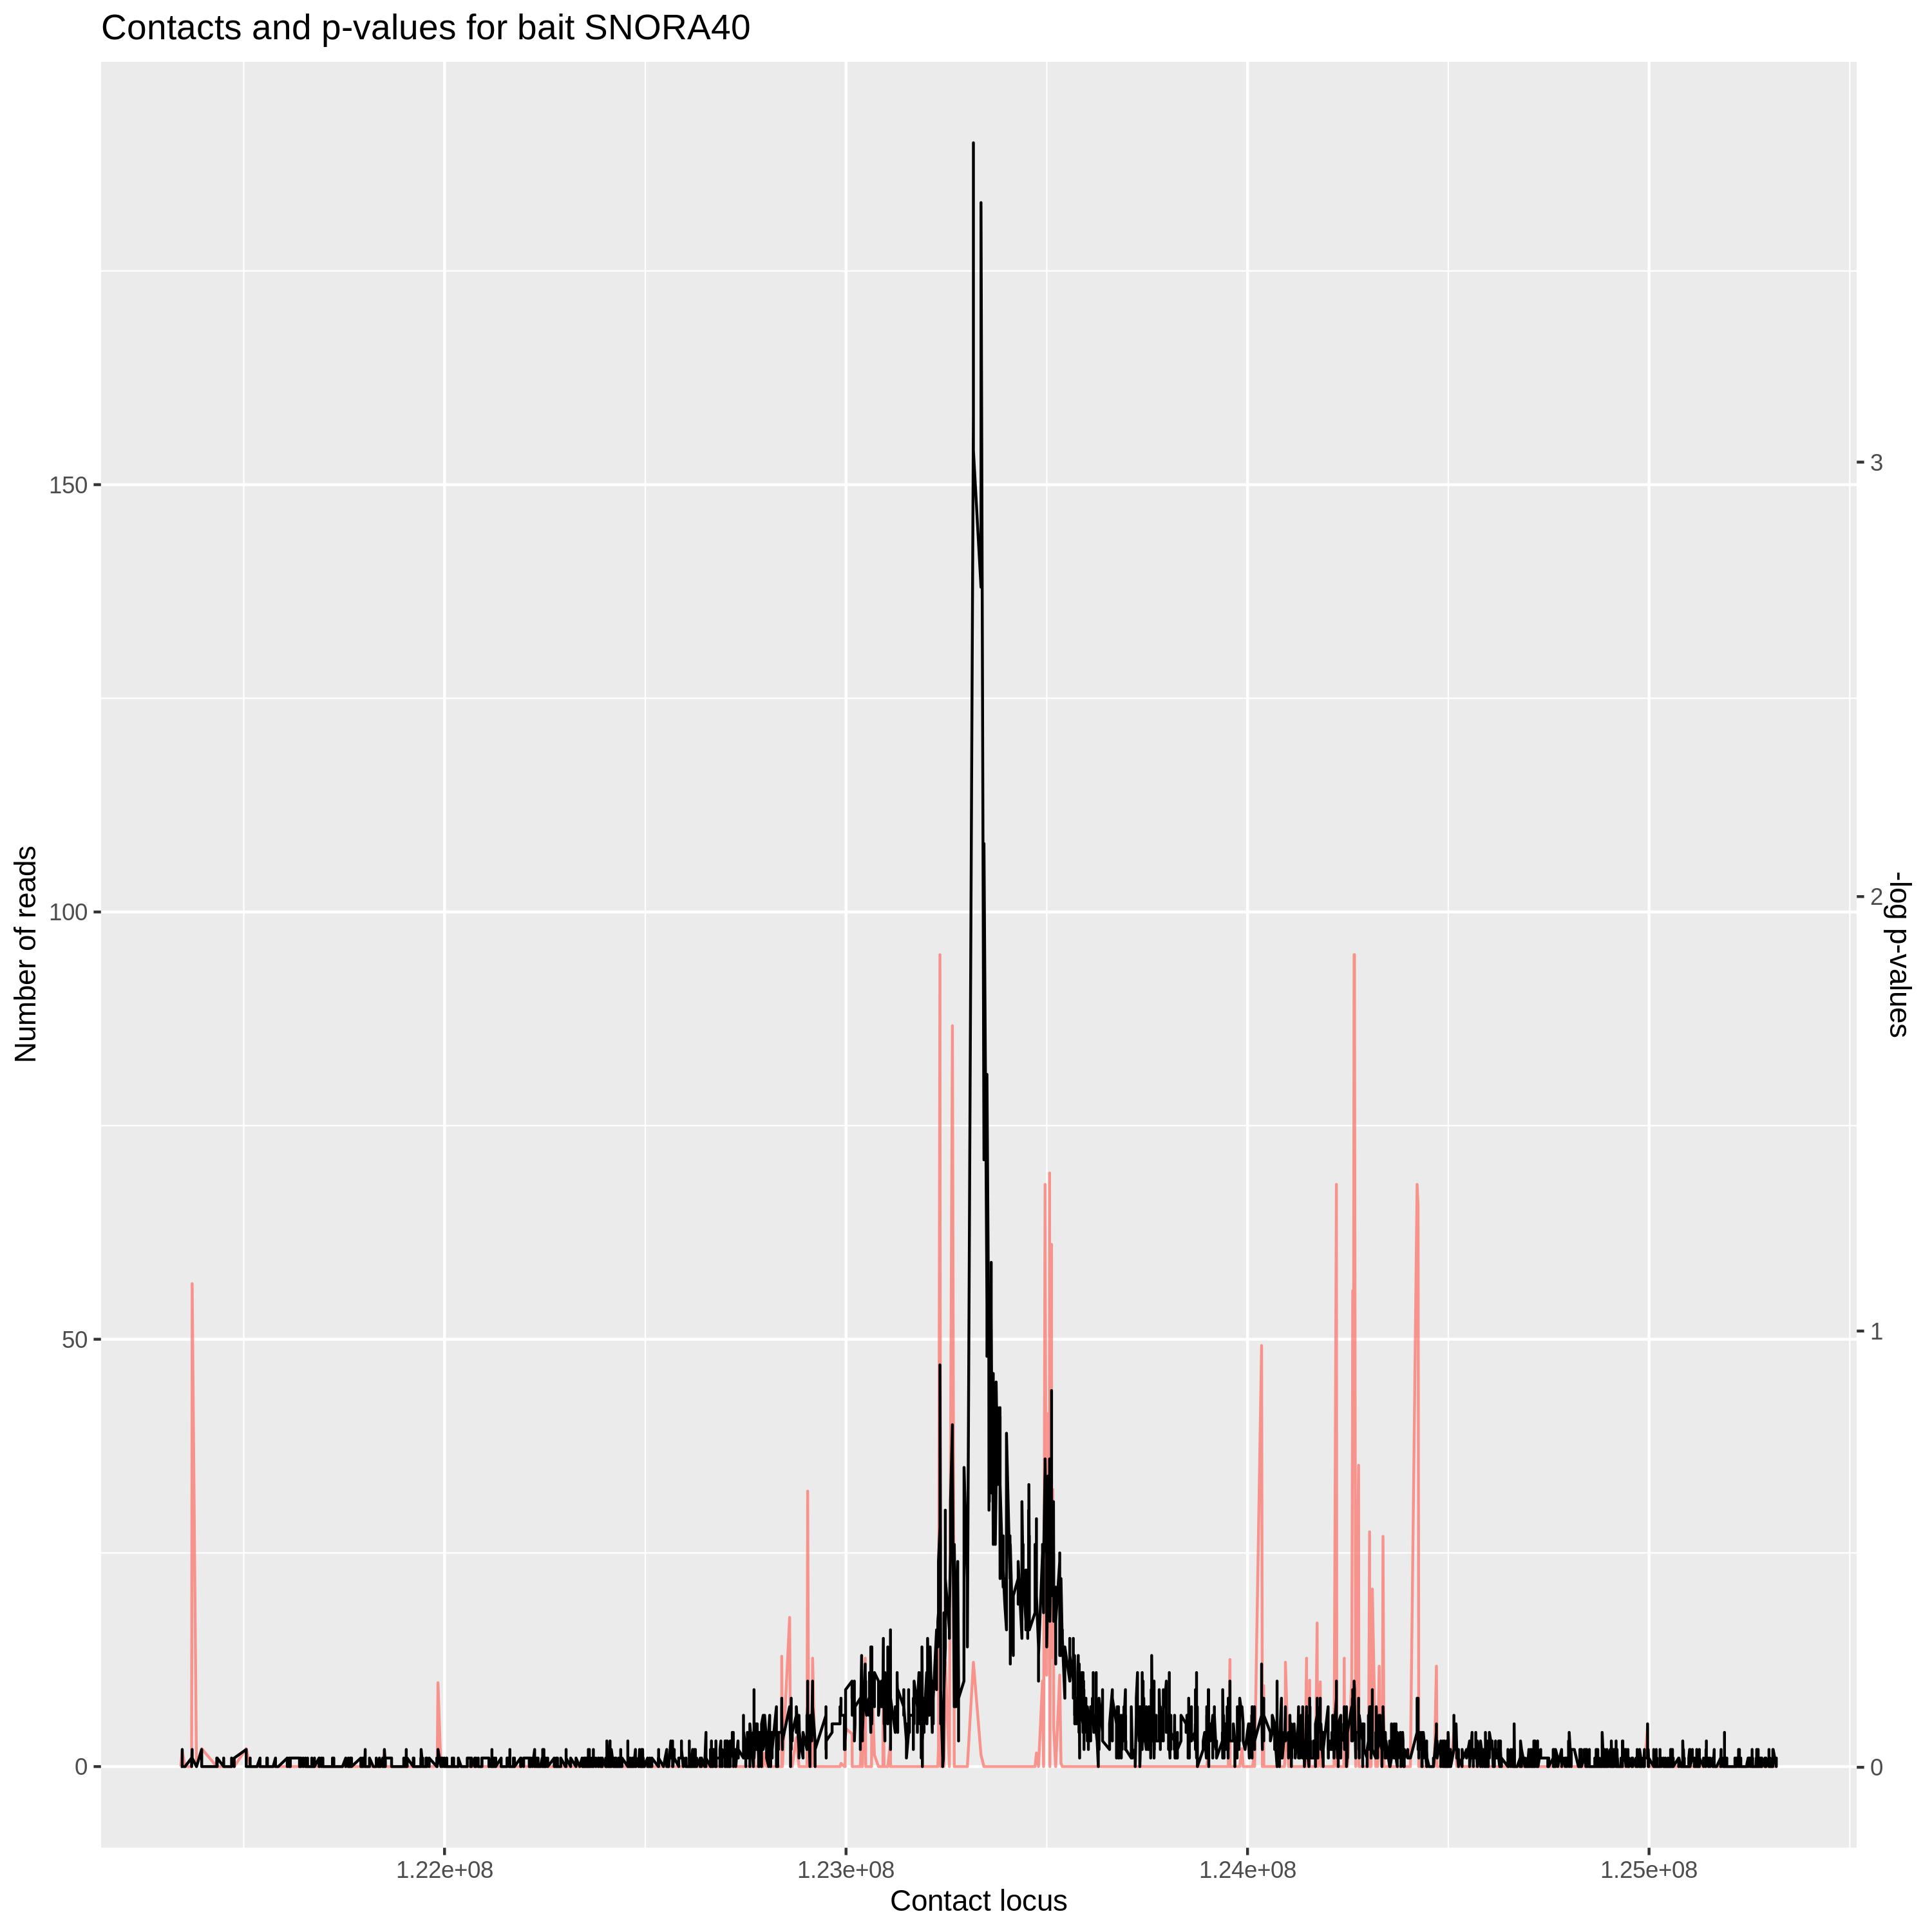 Contacts and p-values for bait SNORA40
Number of reads
150
100
50
0
3
2
1
0
-log p-values
1.22e+08
1.23e+08
1.24e+08
1.25e+08
Contact locus